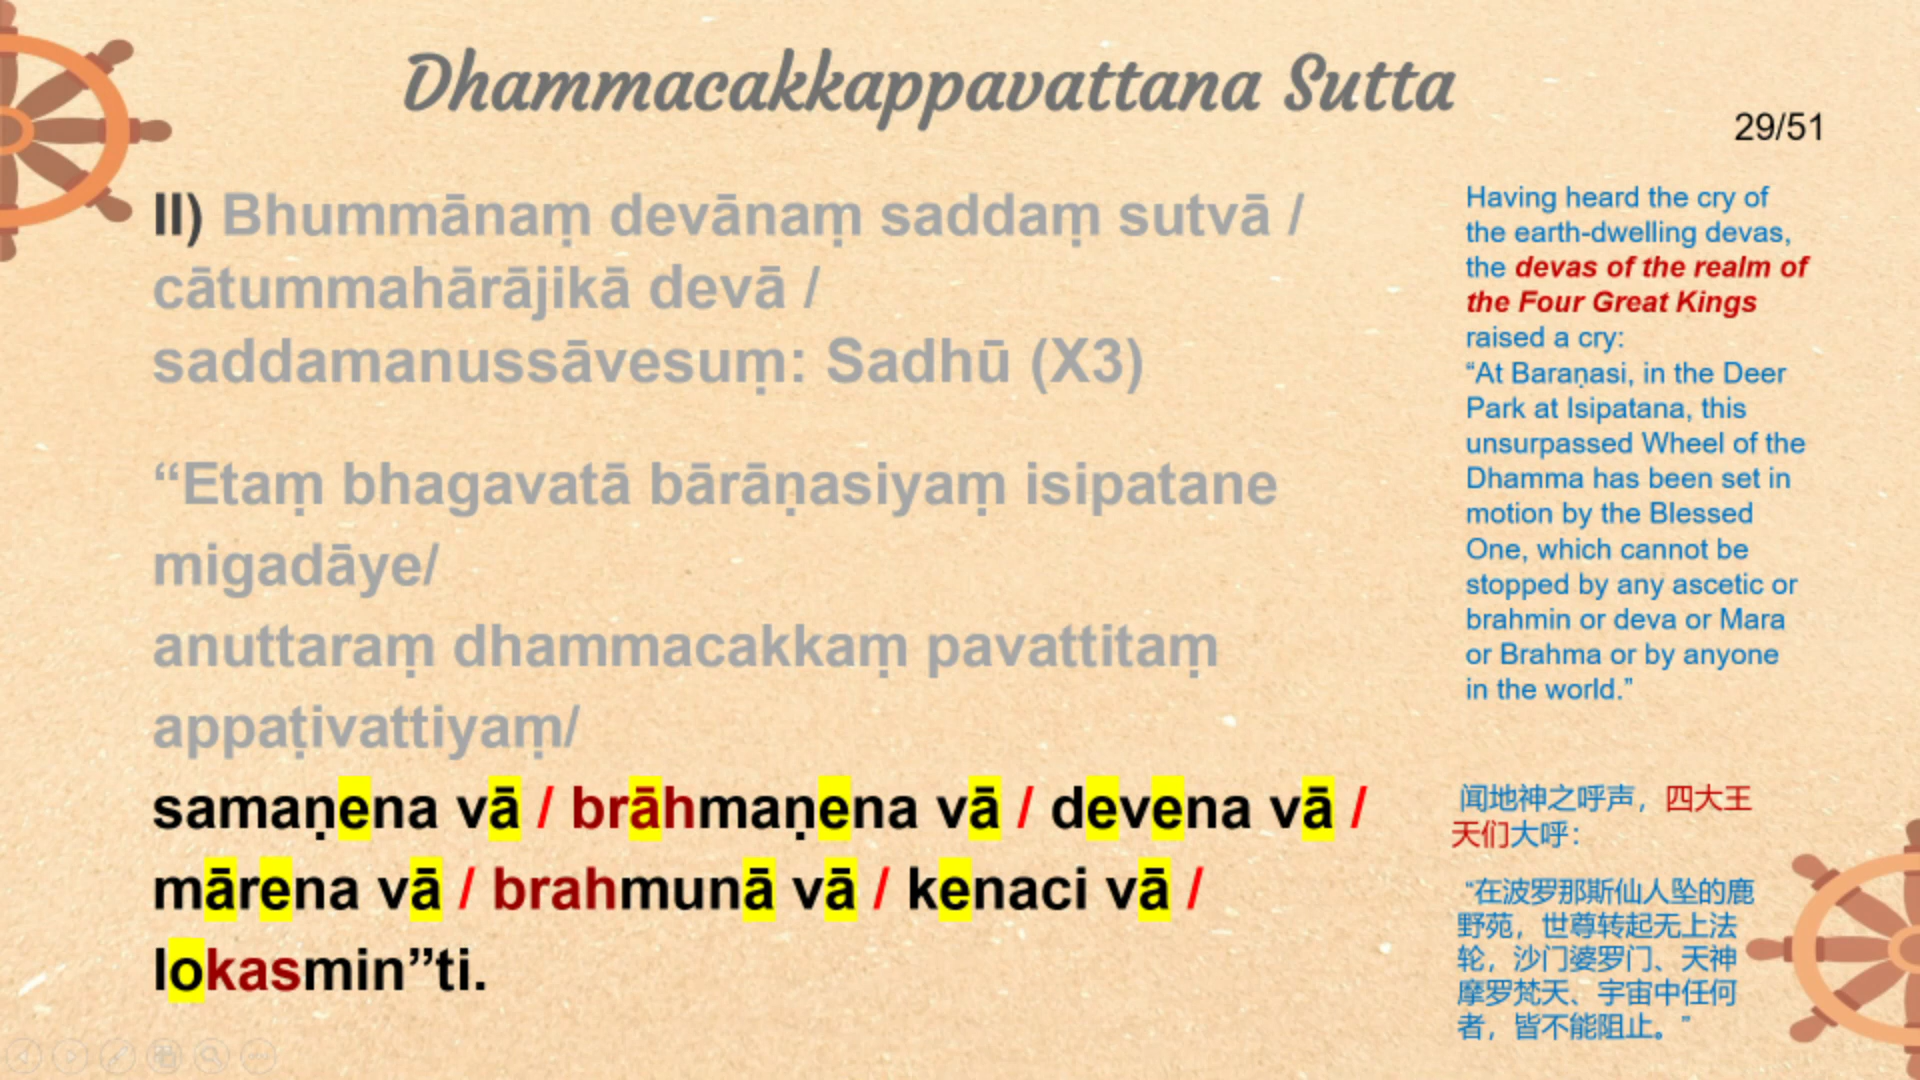 Dhammacakkappavattana Sutta
29/51
II) Bhummānaṃ devānaṃ saddaṃ sutvā /
cātummahārājikā devā /
saddamanussāvesuṃ: Sadhū (X3)
“Etaṃ bhagavatā bārāṇasiyaṃ isipatane
migadāye/
anuttaraṃ dhammacakkaṃ pavattitaṃ
appaṭivattiyaṃ/
samaṇena vā / brāhmaṇena vā / devena vā /
mārena vā / brahmunā vā / kenaci vā /
lokasmin”ti.
Having heard the cry of
the earth-dwelling devas,
the devas of the realm of
the Four Great Kings
raised a cry:
“At Baraṇasi, in the Deer
Park at Isipatana, this
unsurpassed Wheel of the
Dhamma has been set in
motion by the Blessed
One, which cannot be
stopped by any ascetic or
brahmin or deva or Mara
or Brahma or by anyone
in the world.”
闻地神之呼声，四大王
天们大呼：
“在波罗那斯仙人坠的鹿
野苑，世尊转起无上法
轮，沙门婆罗门、天神
摩罗梵天、宇宙中任何
者，皆不能阻止。”